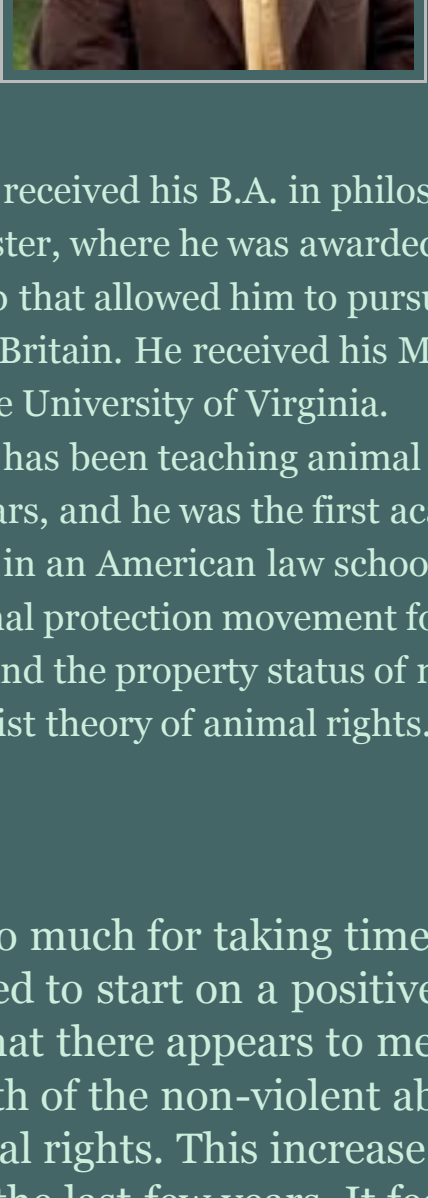 received his B.A. in philos
ster, where he was awarded
that allowed him to pursu
Britain. He received his M
e University of Virginia.
has been teaching animal
ars, and he was the first aca
in an American law schoo
nal protection movement fo
nd the property status of n
ist theory of animal rights.
o much for taking time
ed to start on a positive
hat there appears to me
th of the non-violent ab
al rights. This increase
the last few years. It fe